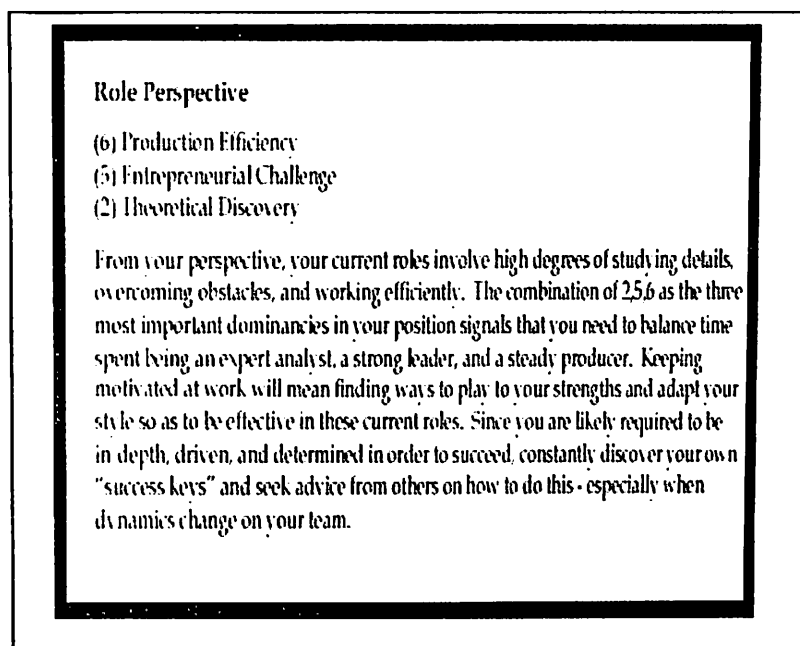 Role Perspective
(6) Production Efficiency
(5) Entrepreneurial Challenge
(2) Theoretical Discovery
From your perspective, your current roles involve high degrees of studying details,
overcoming obstacles, and working efficiently. The combination of 2,5,6 as the three
most important dominancies in your position signals that you need to balance time
spent being an expert analyst, a strong leader, and a steady producer. Keeping
motivated at work will mean finding ways to play to your strengths and adapt your
style so as to be effective in these current roles. Since you are likely required to be
in depth, driven, and determined in order to succeed, constantly discover your own
"success keys" and seek advice from others on how to do this - especially when
dynamics change on your team.